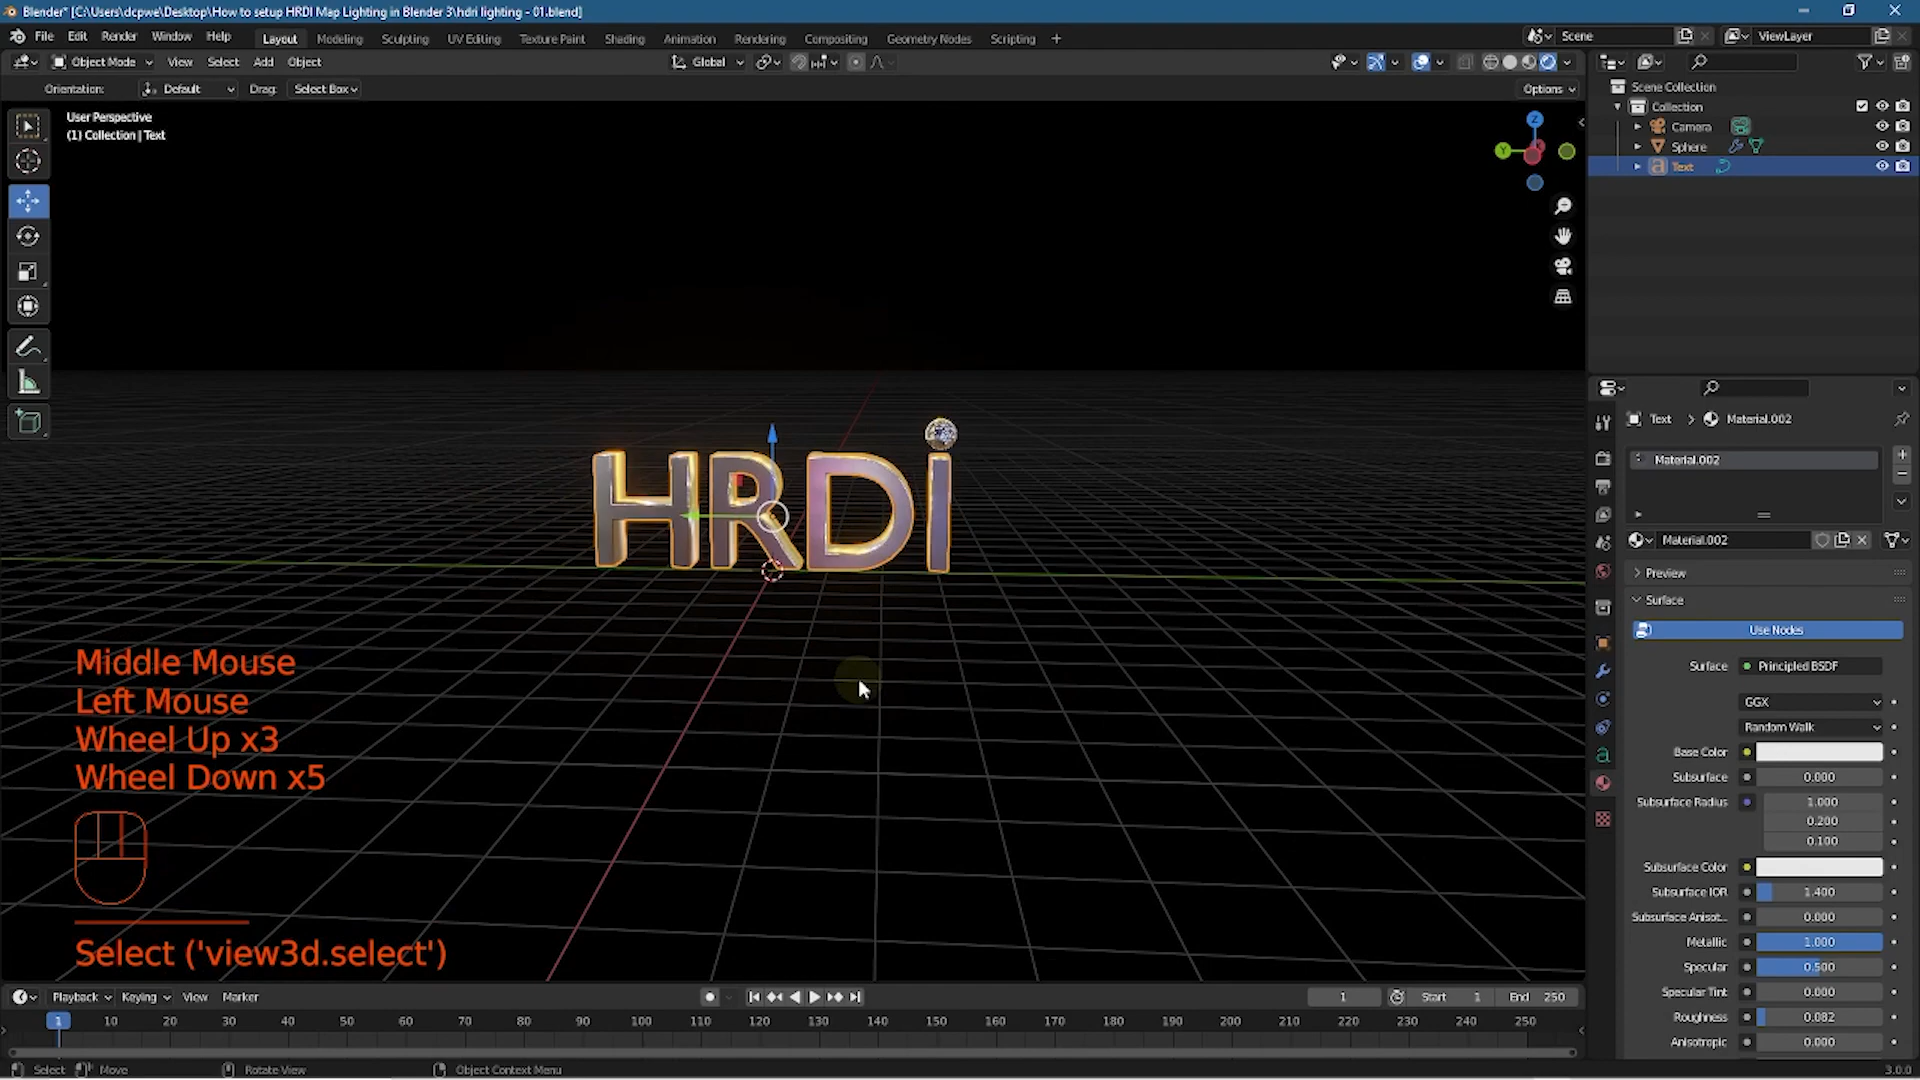 Blender* [C:\Users\dcpwe\Desktop\How to setup HRDI Map Lighting in Blender 3\hdri lighting - 01.blend]
File Edit Render Window Help Layout Modeling Sculpting UV Editing Texture Paint Shading Animation Rendering Compositing Geometry Nodes Scripting + Scene ViewLayer
Object Mode View Select Add Object Global
Orientation: Default Drag: Select Box Options
User Perspective
(1) Collection | Text
Z
Y
Scene Collection
Collection
Camera
Sphere
Text
HRDi
Text > Material.002
Material.002
Material.002
Preview
Surface
Use Nodes
Surface Principled BSDF
GGX
Random Walk
Base Color
Subsurface 0.000
Subsurface Radius 1.000
0.200
0.100
Subsurface Color
Subsurface IOR 1.400
Subsurface Anisot... 0.000
Metallic 1.000
Specular 0.500
Specular Tint 0.000
Roughness 0.082
Anisotropic 0.000
Middle Mouse
Left Mouse
Wheel Up x3
Wheel Down x5
Select ('view3d.select')
Playback Keying View Marker 1 Start 1 End 250
1 10 20 30 40 50 60 70 80 90 100 110 120 130 140 150 160 170 180 190 200 210 220 230 240 250
Select Move Rotate View Object Context Menu 3.0.0